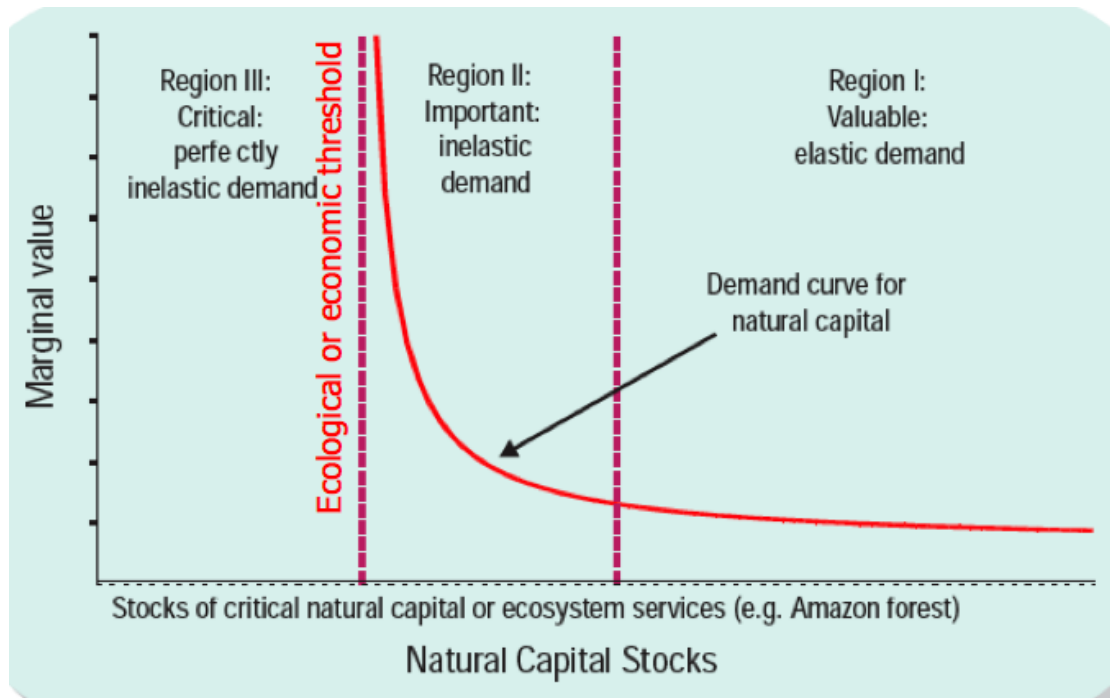 Region III:
Critical:
perfe ctly
inelastic demand
Ecological or economic threshold
Region II:
Important:
inelastic
demand
Region I:
Valuable:
elastic demand
Marginal value
Demand curve for
natural capital
Stocks of critical natural capital or ecosystem services (e.g. Amazon forest)
Natural Capital Stocks